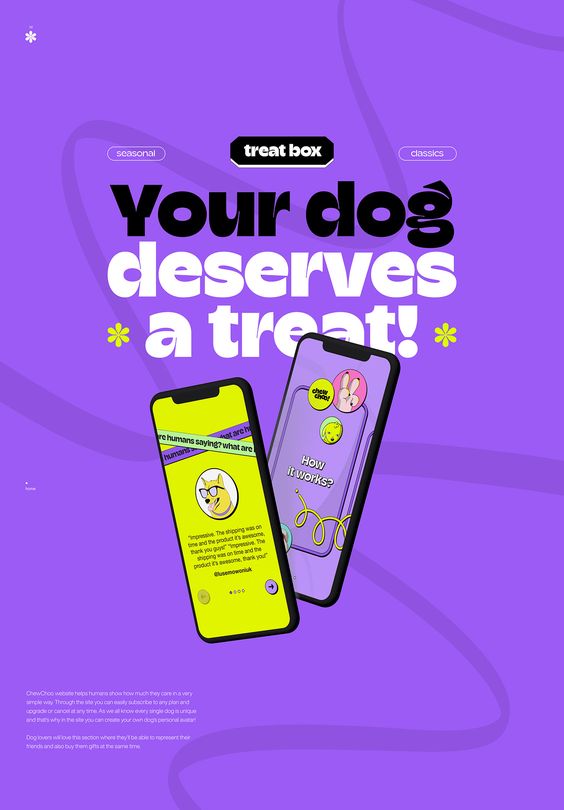 seasonal
treat box
classics
Your dog
deserves
a treat!
chew
choo!
How
it works?
are humans saying? what are
humans what are hu
"Impressive. The shipping was on
time and the product it's awesome,
thank you guys!" "Impressive. The
shipping was on time and the
product it's awesome, thank you!"
@lusemowoniuk
home
ChewChoo website helps humans show how much they care in a very
simple way. Through the site you can easily subscribe to any plan and
upgrade or cancel at any time. As we all know every single dog is unique
and that's why in the site you can create your own dog's personal avatar!
Dog lovers will love this section where they'll be able to represent their
friends and also buy them gifts at the same time.